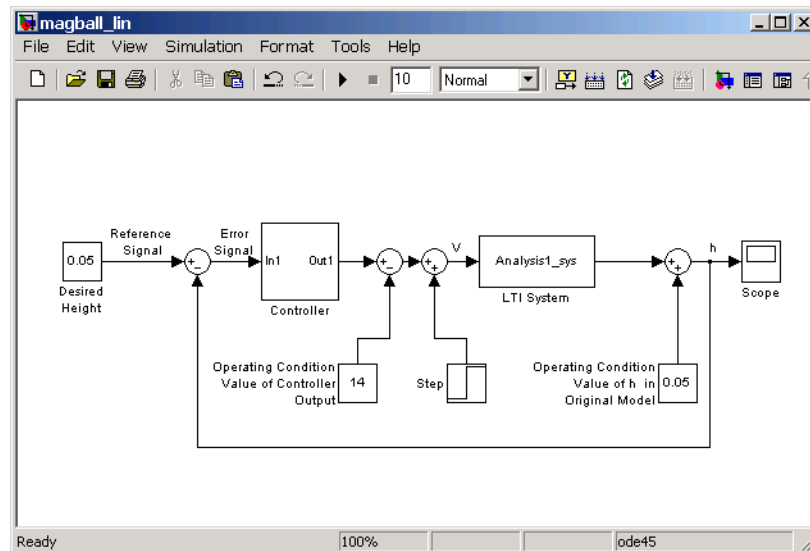 magball_lin
File Edit View Simulation Format Tools Help
10 Normal
Reference
Signal
Error
Signal
0.05
Desired
Height
+
−
In1 Out1
Controller
+
−
+
+
V
Analysis1_sys
LTI System
+
+
h
Scope
Operating Condition
Value of Controller
Output
14
Step
Operating Condition
Value of h in
Original Model
0.05
Ready 100% ode45